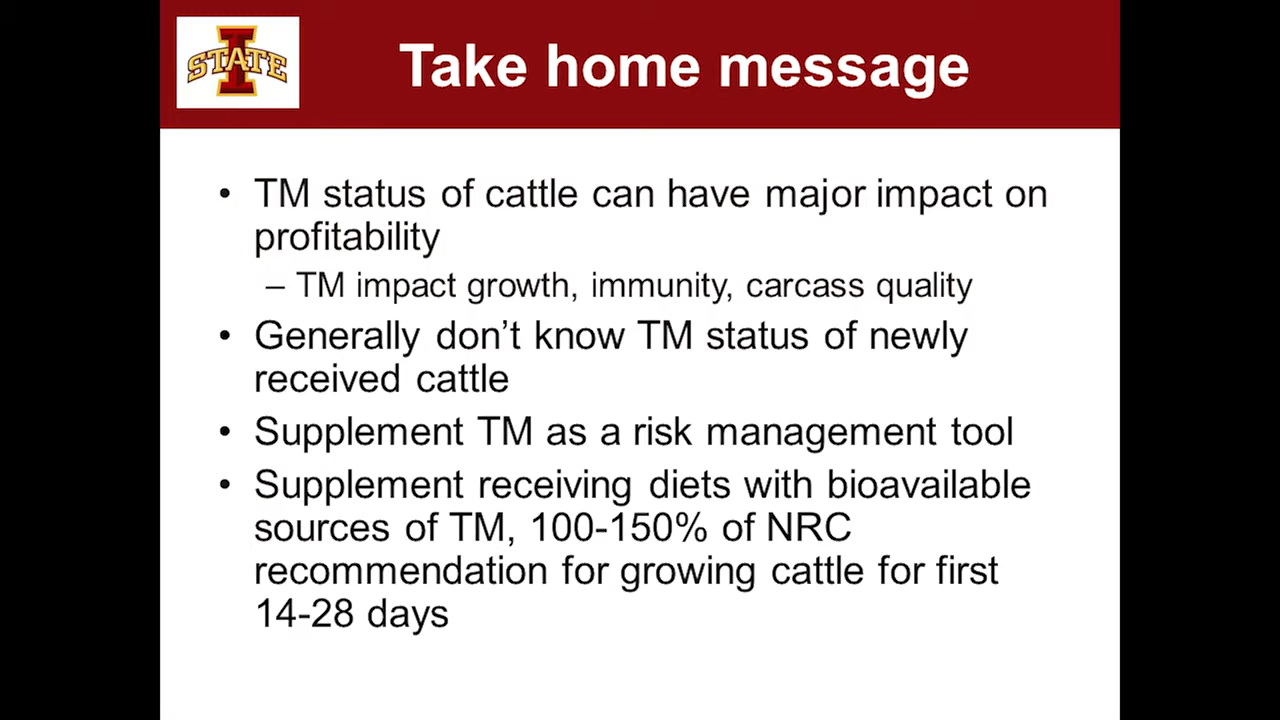 STATE
Take home message
• TM status of cattle can have major impact on
profitability
– TM impact growth, immunity, carcass quality
• Generally don’t know TM status of newly
received cattle
• Supplement TM as a risk management tool
• Supplement receiving diets with bioavailable
sources of TM, 100-150% of NRC
recommendation for growing cattle for first
14-28 days